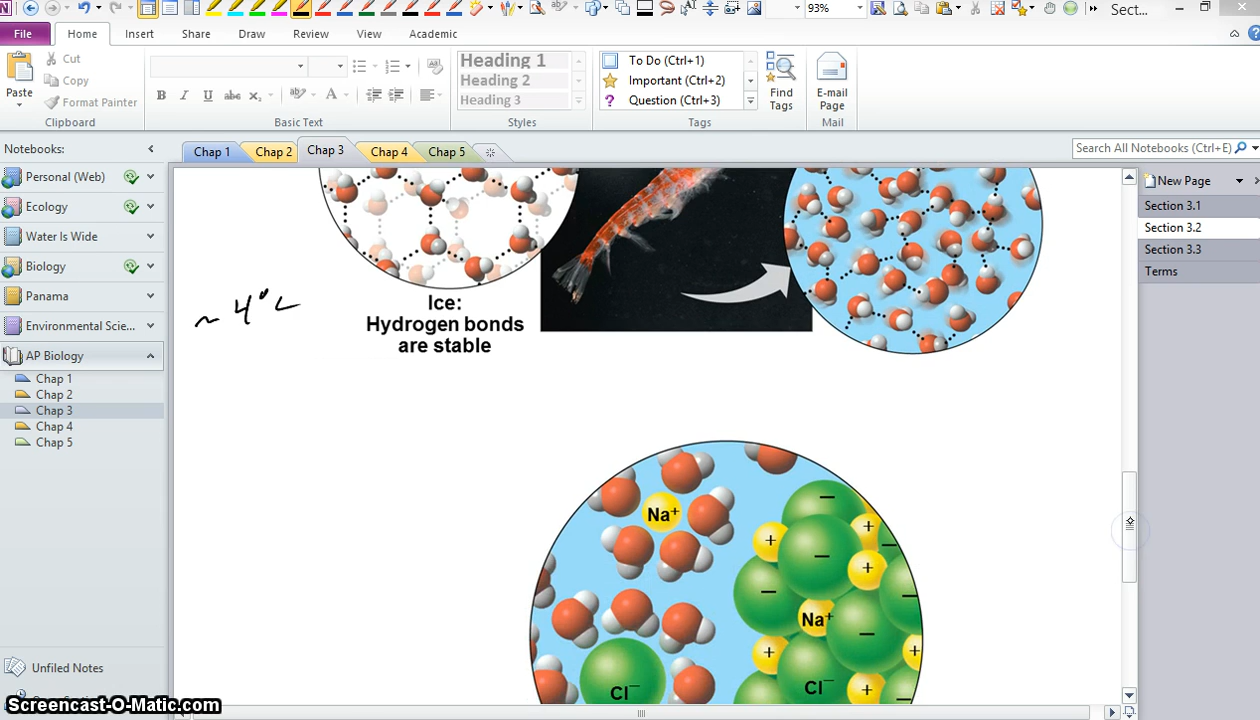 93%
Sect...
File
Home
Insert
Share
Draw
Review
View
Academic
Paste
Cut
Copy
Format Painter
Clipboard
B I U abc x₂
A
Basic Text
Heading 1
Heading 2
Heading 3
Styles
To Do (Ctrl+1)
Important (Ctrl+2)
Question (Ctrl+3)
Tags
Find
Tags
E-mail
Page
Mail
Notebooks:
Personal (Web)
Ecology
Water Is Wide
Biology
Panama
Environmental Scie...
AP Biology
Chap 1
Chap 2
Chap 3
Chap 4
Chap 5
Unfiled Notes
Chap 1
Chap 2
Chap 3
Chap 4
Chap 5
Search All Notebooks (Ctrl+E)
New Page
Section 3.1
Section 3.2
Section 3.3
Terms
~ 4°C
Ice:
Hydrogen bonds
are stable
Na⁺
−
+
+
−
−
+
−
−
Na⁺
−
+
+
Cl⁻
Cl⁻
+
−
Screencast-O-Matic.com